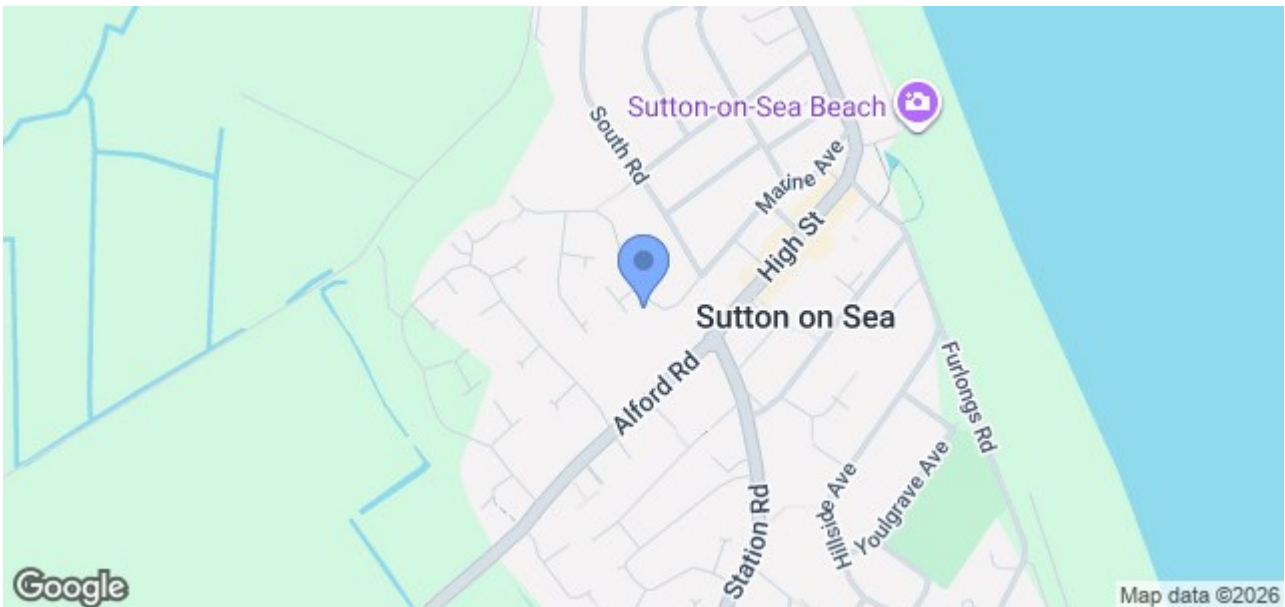 Sutton-on-Sea Beach
South Rd
Marine Ave
High St
Sutton on Sea
Alford Rd
Furlongs Rd
Hillside Ave
Youlgrave Ave
Station Rd
Google
Map data ©2026